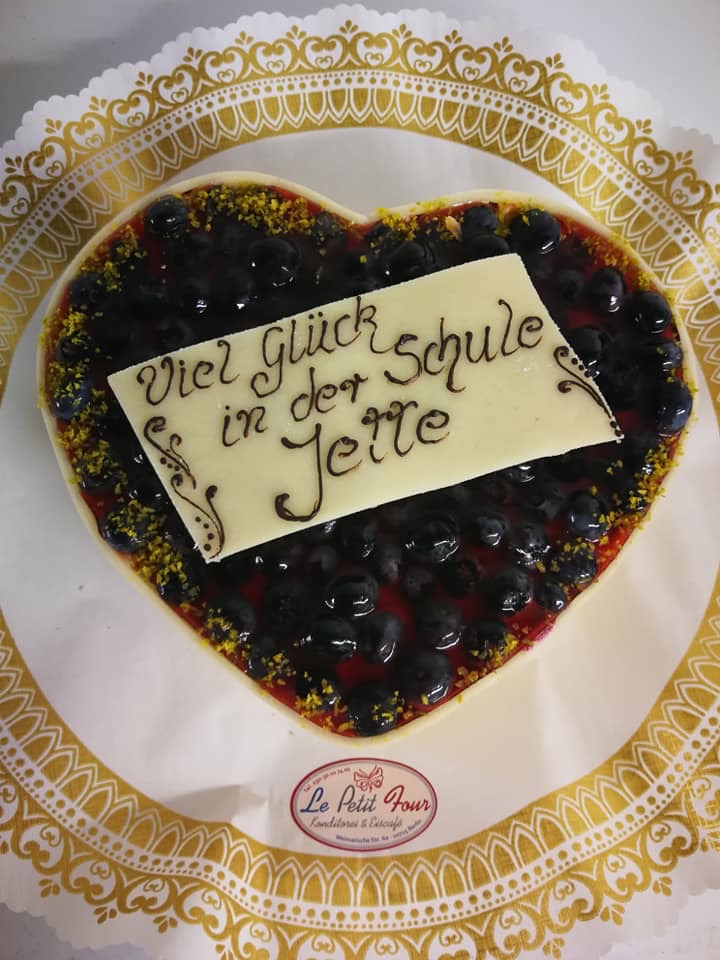 Viel Glück
in der Schule
Jette
Le Petit Four
Konditorei & Eiscafé